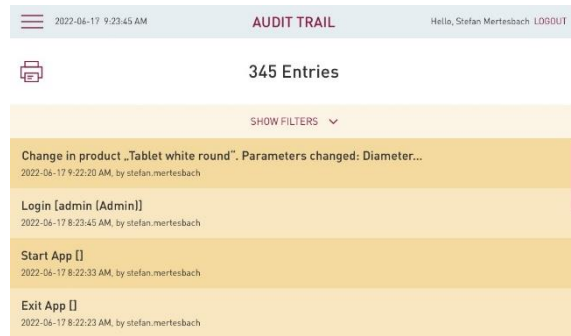 2022-06-17 9:23:45 AM AUDIT TRAIL Hello, Stefan Mertesbach LOGOUT
345 Entries
SHOW FILTERS
Change in product „Tablet white round“. Parameters changed: Diameter...
2022-06-17 9:22:20 AM, by stefan.mertesbach
Login [admin (Admin)]
2022-06-17 8:23:45 AM, by stefan.mertesbach
Start App []
2022-06-17 8:22:33 AM, by stefan.mertesbach
Exit App []
2022-06-17 8:22:23 AM, by stefan.mertesbach